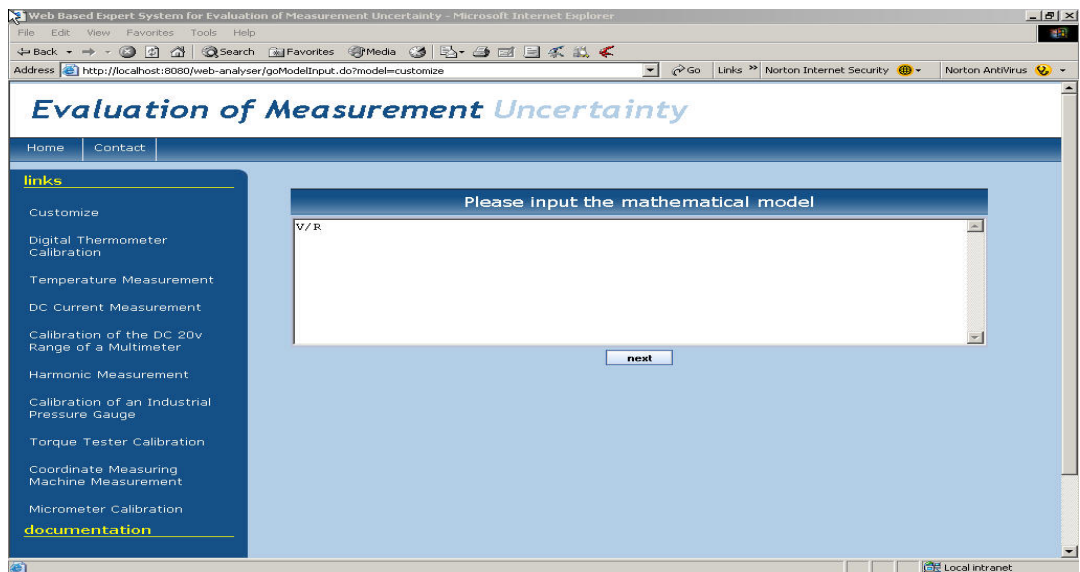 Web Based Expert System for Evaluation of Measurement Uncertainty - Microsoft Internet Explorer
File Edit View Favorites Tools Help
Back Search Favorites Media
Address http://localhost:8080/web-analyser/goModelInput.do?model=customize Go Links » Norton Internet Security Norton AntiVirus
Evaluation of Measurement Uncertainty
Home Contact
links
Customize
Digital Thermometer
Calibration
Temperature Measurement
DC Current Measurement
Calibration of the DC 20v
Range of a Multimeter
Harmonic Measurement
Calibration of an Industrial
Pressure Gauge
Torque Tester Calibration
Coordinate Measuring
Machine Measurement
Micrometer Calibration
documentation
Please input the mathematical model
V/R
next
Local intranet